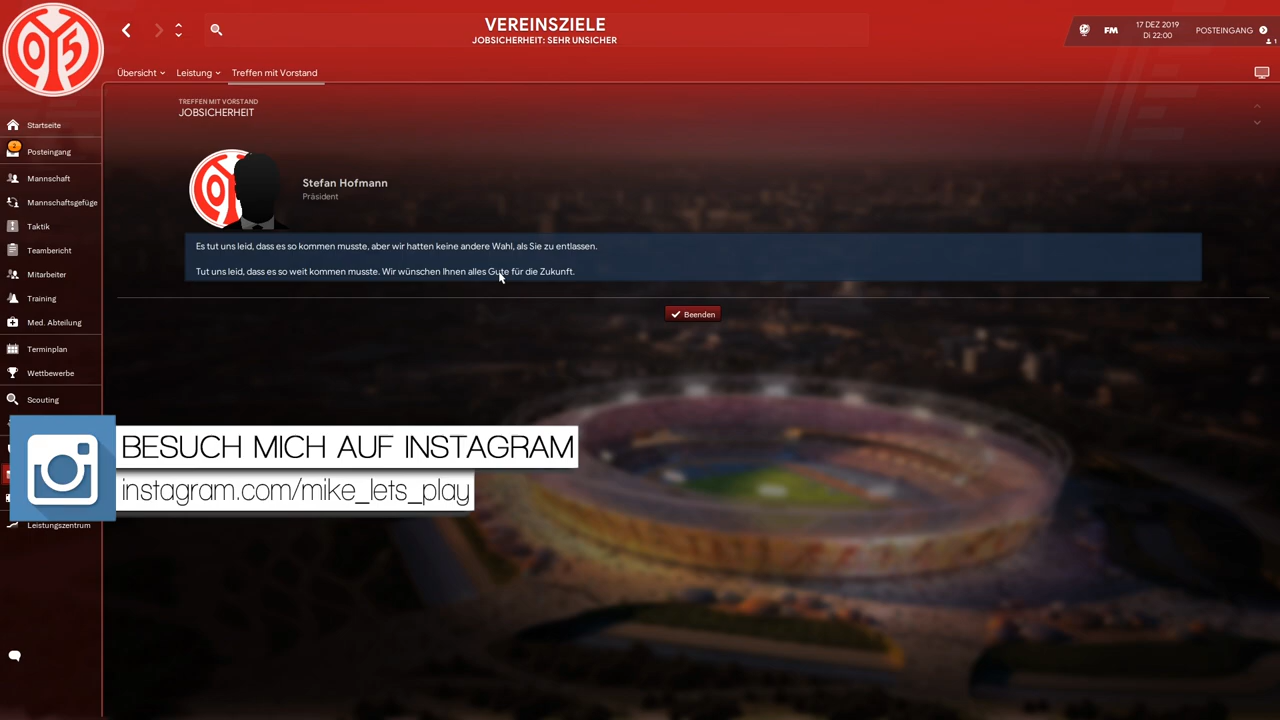 VEREINSZIELE
JOBSICHERHEIT: SEHR UNSICHER
17 DEZ 2019
Di 22:00
FM
POSTEINGANG
1
Übersicht
Leistung
Treffen mit Vorstand
TREFFEN MIT VORSTAND
JOBSICHERHEIT
Startseite
2
Posteingang
Mannschaft
Mannschaftsgefüge
Taktik
Teambericht
Mitarbeiter
Training
Med. Abteilung
Terminplan
Wettbewerbe
Scouting
Leistungszentrum
Stefan Hofmann
Präsident
Es tut uns leid, dass es so kommen musste, aber wir hatten keine andere Wahl, als Sie zu entlassen.
Tut uns leid, dass es so weit kommen musste. Wir wünschen Ihnen alles Gute für die Zukunft.
Beenden
BESUCH MICH AUF INSTAGRAM
instagram.com/mike_lets_play